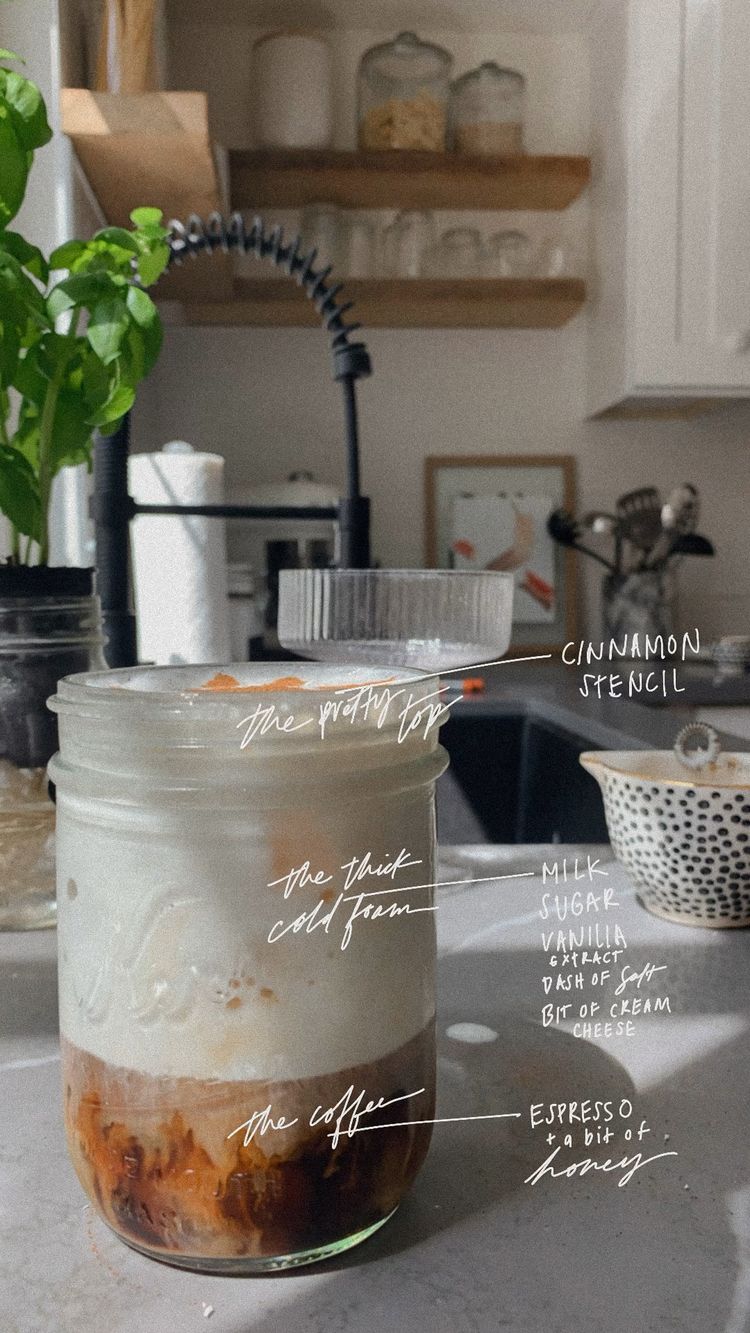 CINNAMON
STENCIL
the pretty top
the thick
cold foam
MILK
SUGAR
VANILLA
EXTRACT
DASH OF Salt
BIT OF CREAM
CHEESE
the coffee
ESPRESSO
+ a bit of
honey
MASON